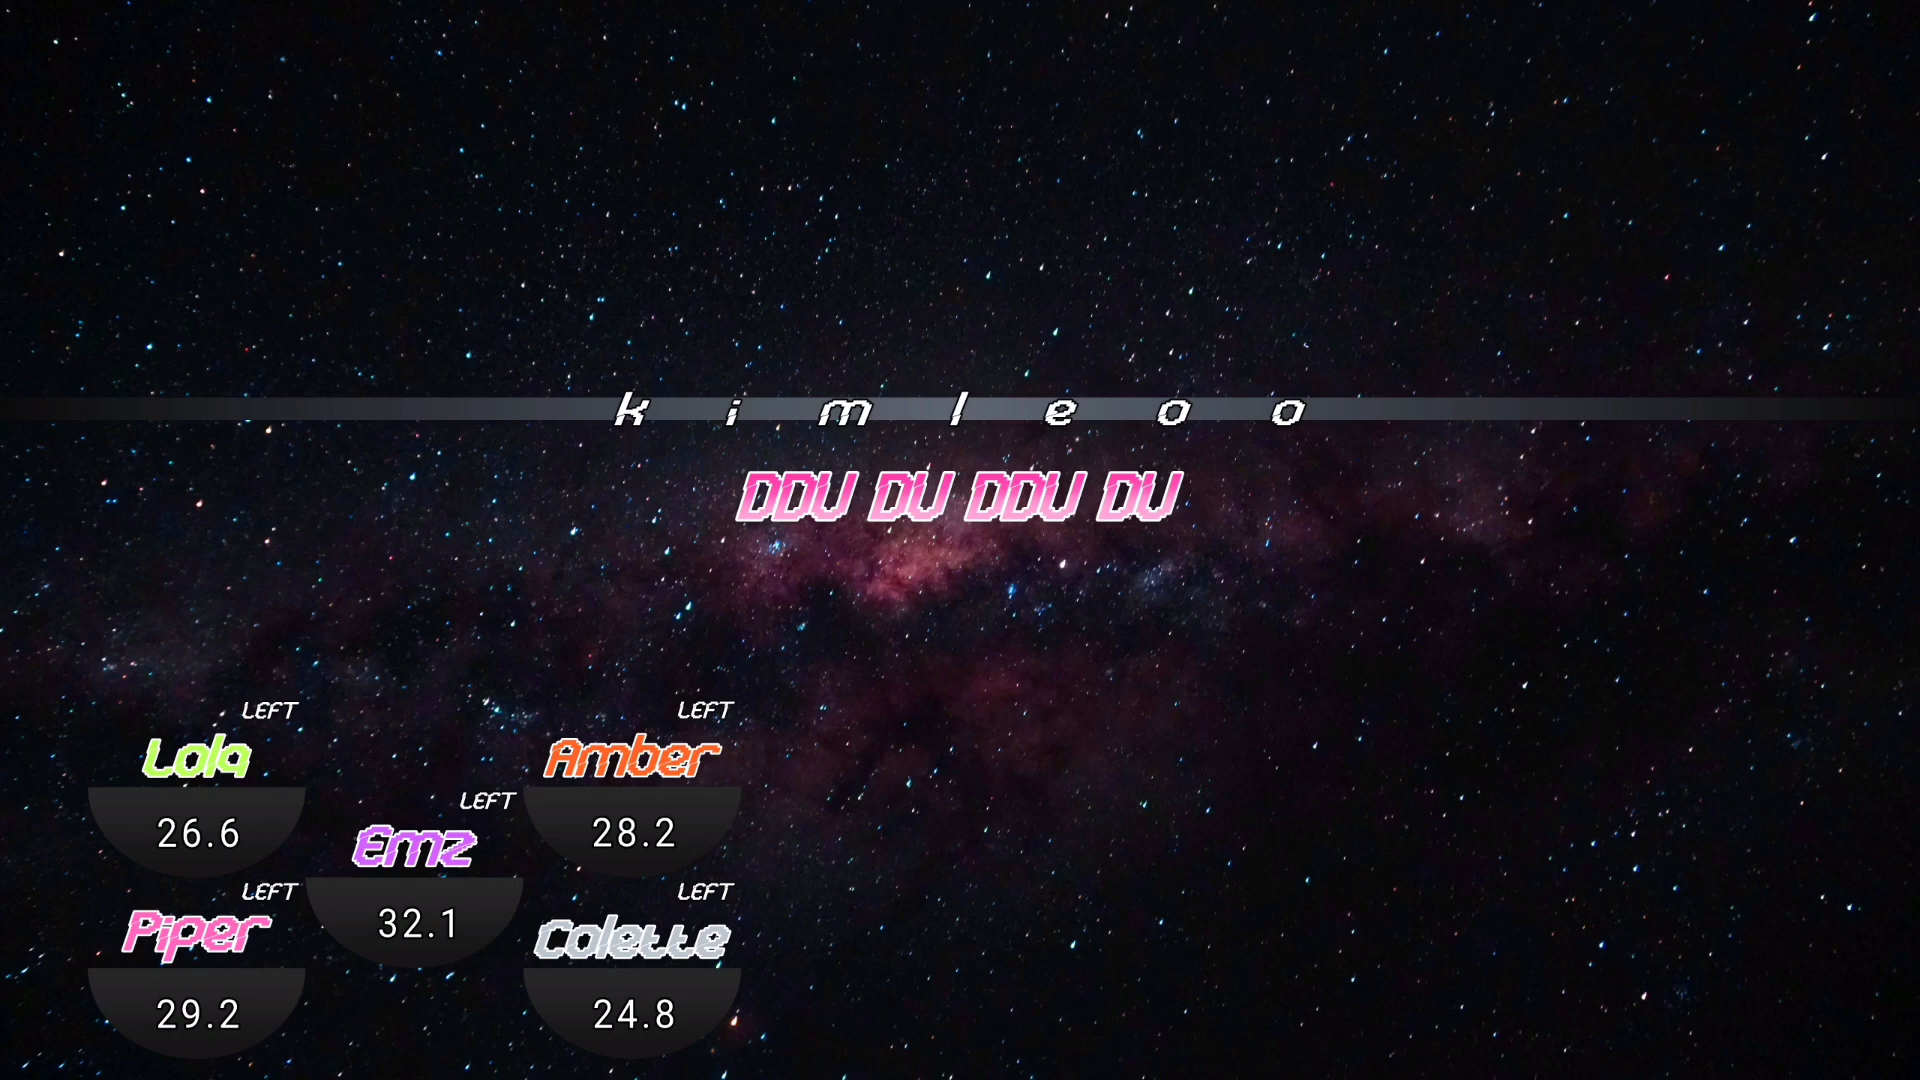 kimleoo
DDU DU DDU DU
LEFT
Lola
26.6
LEFT
Amber
28.2
LEFT
Emz
32.1
LEFT
Piper
29.2
LEFT
Colette
24.8